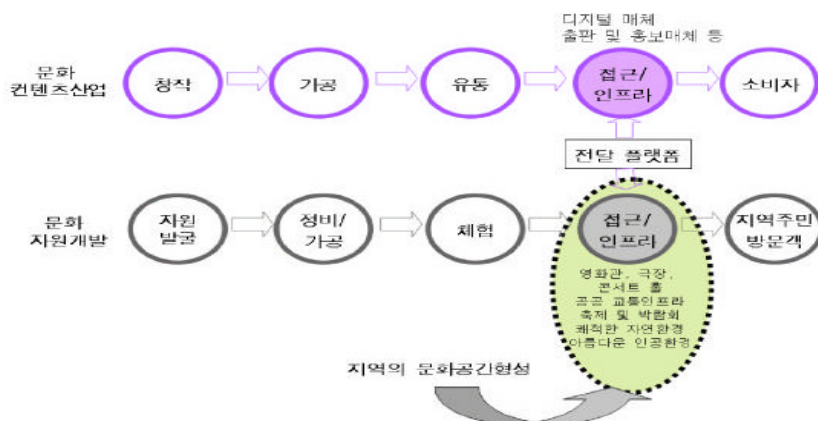 디지털 매체
출판 및 홍보매체 등
문화
컨텐츠산업
창작
가공
유통
접근/
인프라
소비자
전달 플랫폼
문화
자원개발
자원
발굴
정비/
가공
체험
접근/
인프라
지역주민
방문객
영화관, 극장,
콘서트 홀
공공 교통인프라
축제 및 박람회
쾌적한 자연환경
아름다운 인공환경
지역의 문화공간형성